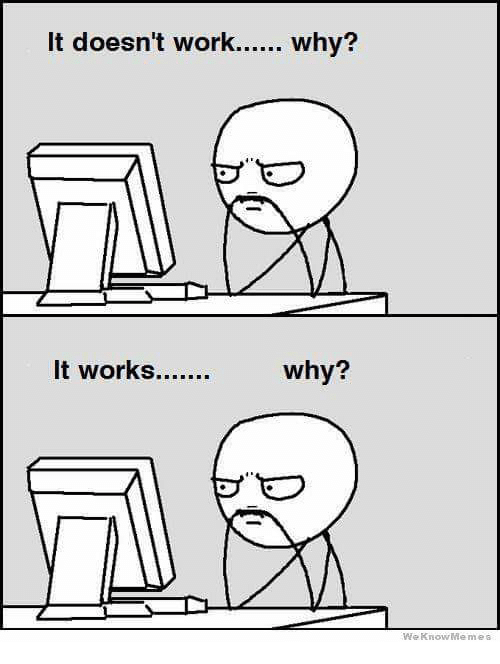 It doesn't work...... why?
It works....... why?
WeKnowMemes